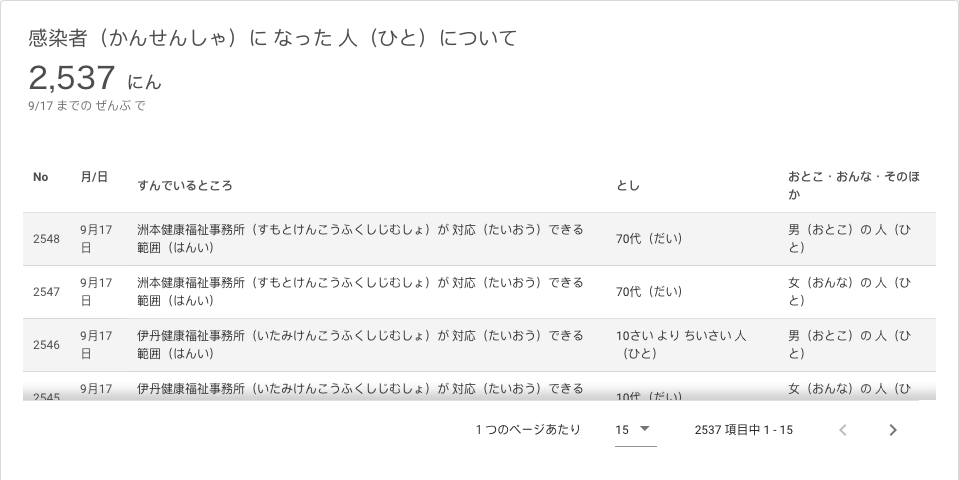 感染者（かんせんしゃ）に なった 人（ひと）について
2,537 にん
9/17 までの ぜんぶ で
No 月/日 すんでいるところ とし おとこ・おんな・そのほ
か
2548 9月17
日 洲本健康福祉事務所（すもとけんこうふくしじむしょ）が 対応（たいおう）できる
範囲（はんい） 70代（だい） 男（おとこ）の 人（ひ
と）
2547 9月17
日 洲本健康福祉事務所（すもとけんこうふくしじむしょ）が 対応（たいおう）できる
範囲（はんい） 70代（だい） 女（おんな）の 人（ひ
と）
2546 9月17
日 伊丹健康福祉事務所（いたみけんこうふくしじむしょ）が 対応（たいおう）できる
範囲（はんい） 10さい より ちいさい 人
（ひと） 男（おとこ）の 人（ひ
と）
2545 9月17 伊丹健康福祉事務所（いたみけんこうふくしじむしょ）が 対応（たいおう）できる 10代（だい） 女（おんな）の 人（ひ
1 つのページあたり 15 2537 項目中 1 - 15